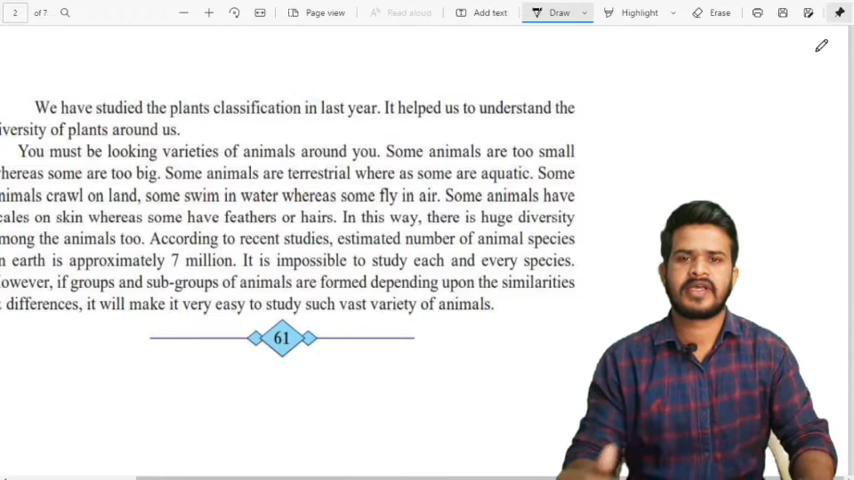 2 of 7 Page view Read aloud Add text Draw Highlight Erase
We have studied the plants classification in last year. It helped us to understand the
iversity of plants around us.
You must be looking varieties of animals around you. Some animals are too small
whereas some are too big. Some animals are terrestrial where as some are aquatic. Some
nimals crawl on land, some swim in water whereas some fly in air. Some animals have
cales on skin whereas some have feathers or hairs. In this way, there is huge diversity
mong the animals too. According to recent studies, estimated number of animal species
n earth is approximately 7 million. It is impossible to study each and every species.
owever, if groups and sub-groups of animals are formed depending upon the similarities
differences, it will make it very easy to study such vast variety of animals.
61